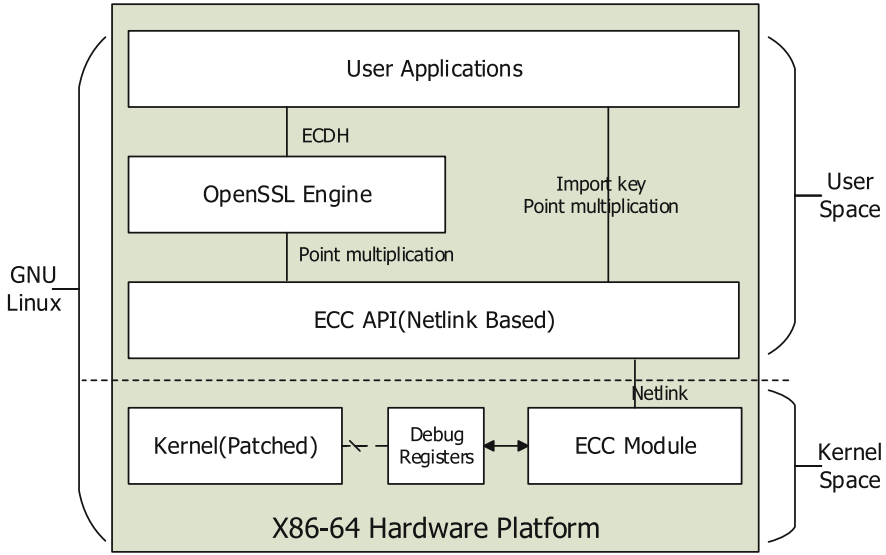 User Applications
ECDH
OpenSSL Engine
Import key
Point multiplication
Point multiplication
ECC API(Netlink Based)
Netlink
Kernel(Patched)
Debug
Registers
ECC Module
X86-64 Hardware Platform
GNU
Linux
User
Space
Kernel
Space